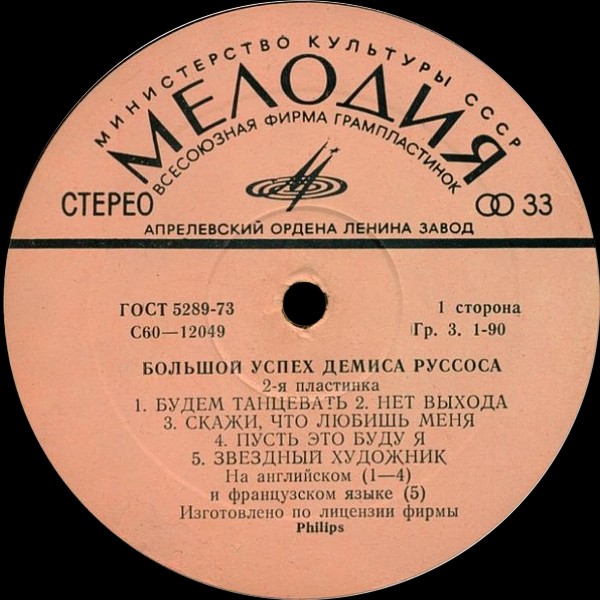 МИНИСТЕРСТВО КУЛЬТУРЫ СССР
МЕЛОДИЯ
ВСЕСОЮЗНАЯ ФИРМА ГРАМПЛАСТИНОК
СТЕРЕО
33
АПРЕЛЕВСКИЙ ОРДЕНА ЛЕНИНА ЗАВОД
ГОСТ 5289-73
1 сторона
С60—12049
Гр. 3. 1-90
БОЛЬШОЙ УСПЕХ ДЕМИСА РУССОСА
2-я пластинка
1. БУДЕМ ТАНЦЕВАТЬ 2. НЕТ ВЫХОДА
3. СКАЖИ, ЧТО ЛЮБИШЬ МЕНЯ
4. ПУСТЬ ЭТО БУДУ Я
5. ЗВЕЗДНЫЙ ХУДОЖНИК
На английском (1—4)
и французском языке (5)
Изготовлено по лицензии фирмы
Philips